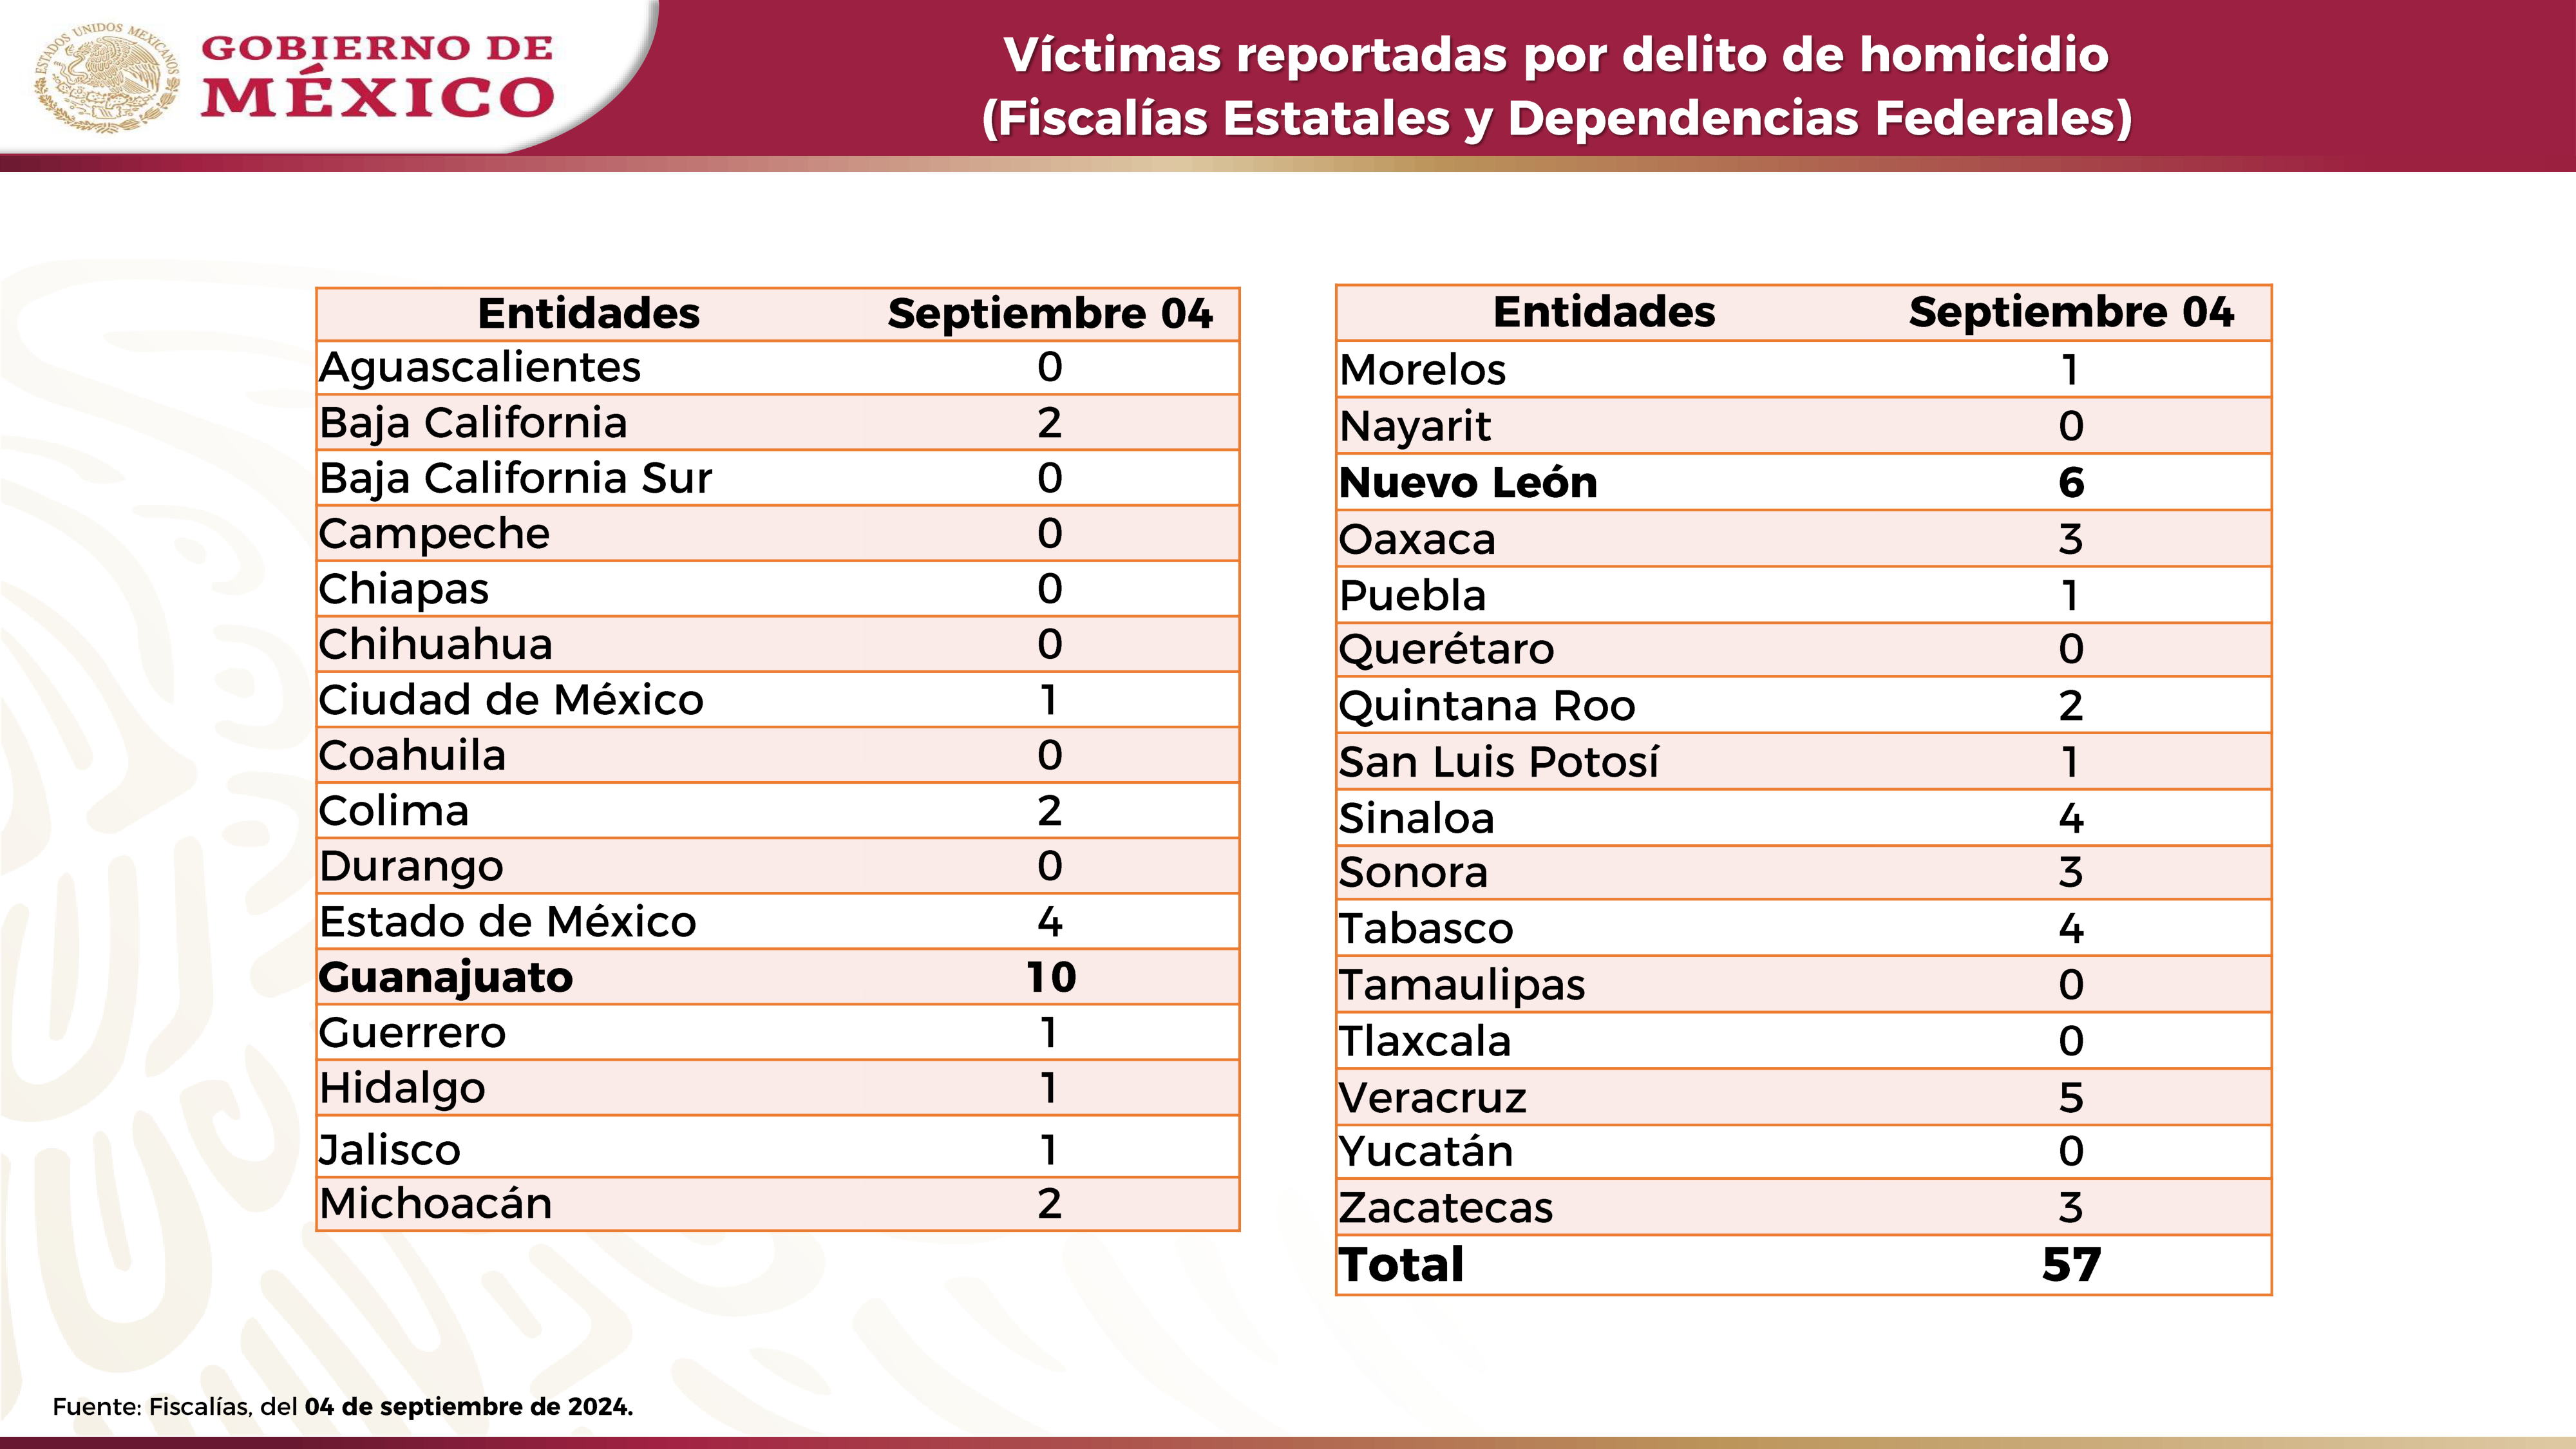 ESTADOS UNIDOS MEXICANOS
GOBIERNO DE
MÉXICO
Víctimas reportadas por delito de homicidio
(Fiscalías Estatales y Dependencias Federales)
Entidades Septiembre 04
Aguascalientes 0
Baja California 2
Baja California Sur 0
Campeche 0
Chiapas 0
Chihuahua 0
Ciudad de México 1
Coahuila 0
Colima 2
Durango 0
Estado de México 4
Guanajuato 10
Guerrero 1
Hidalgo 1
Jalisco 1
Michoacán 2
Entidades Septiembre 04
Morelos 1
Nayarit 0
Nuevo León 6
Oaxaca 3
Puebla 1
Querétaro 0
Quintana Roo 2
San Luis Potosí 1
Sinaloa 4
Sonora 3
Tabasco 4
Tamaulipas 0
Tlaxcala 0
Veracruz 5
Yucatán 0
Zacatecas 3
Total 57
Fuente: Fiscalías, del 04 de septiembre de 2024.